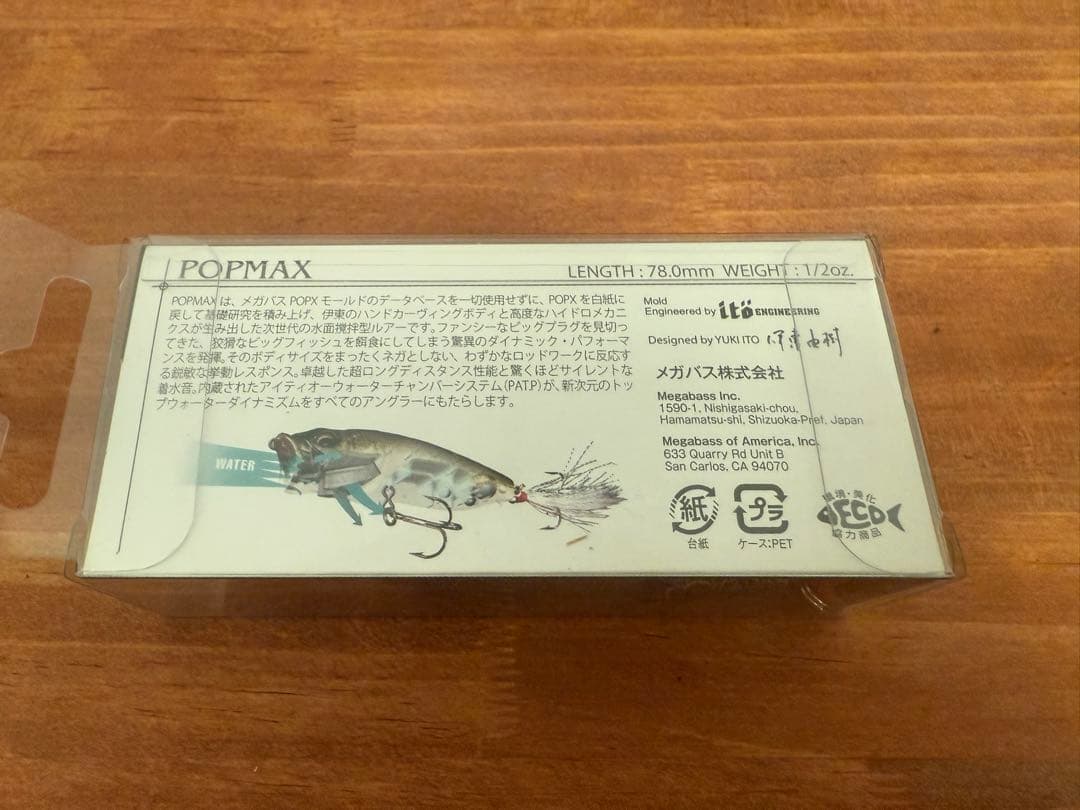 POPMAX
LENGTH : 78.0mm WEIGHT : 1/2oz.
POPMAX は、メガバス POPX モールドのデータベースを一切使用せずに、POPX を白紙に
戻して基礎研究を積み上げ、伊東のハンドカーヴィングボディと高度なハイドロメカニ
クスが生み出した次世代の水面攪拌型ルアーです。ファンシーなビッグプラグを見切っ
てきた、狡猾なビッグフィッシュを餌食にしてしまう驚異のダイナミック・パフォーマ
ンスを発揮。そのボディサイズをまったくネガとしない、わずかなロッドワークに反応す
る鋭敏な挙動レスポンス。卓越した超ロングディスタンス性能と驚くほどサイレントな
着水音。内蔵されたアイティオーウォーターチャンバーシステム(PAT.P)が、新次元のトッ
プウォーターダイナミズムをすべてのアングラーにもたらします。
WATER
Mold
Engineered by itö ENGINEERING
Designed by YUKI ITO 伊東由樹
メガバス株式会社
Megabass Inc.
1590-1, Nishigasaki-chou,
Hamamatsu-shi, Shizuoka-Pref, Japan
Megabass of America, Inc.
633 Quarry Rd Unit B
San Carlos, CA 94070
紙
台紙
プラ
ケース:PET
環境・美化
ECO
協力商品